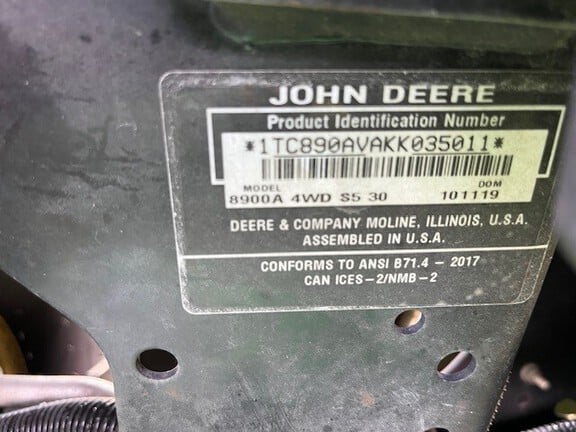 JOHN DEERE
Product Identification Number
*1TC890AVAKK035011*
MODEL DOM
8900A 4WD S5 30 101119
DEERE & COMPANY MOLINE, ILLINOIS, U.S.A.
ASSEMBLED IN U.S.A.
CONFORMS TO ANSI B71.4 – 2017
CAN ICES–2/NMB–2